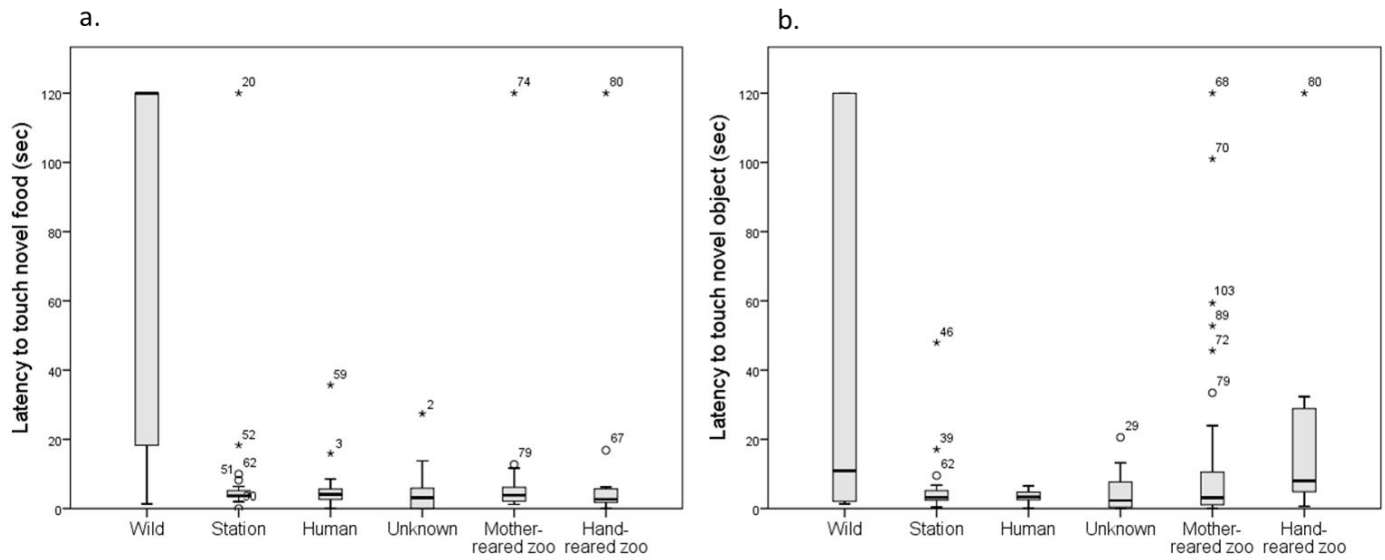 a.
Latency to touch novel food (sec)
120
100
80
60
40
20
0
20
52
51
62
59
3
2
74
79
80
67
Wild
Station
Human
Unknown
Mother-
reared zoo
Hand-
reared zoo
b.
Latency to touch novel object (sec)
120
100
80
60
40
20
0
46
39
62
29
68
70
103
89
72
79
80
Wild
Station
Human
Unknown
Mother-
reared zoo
Hand-
reared zoo